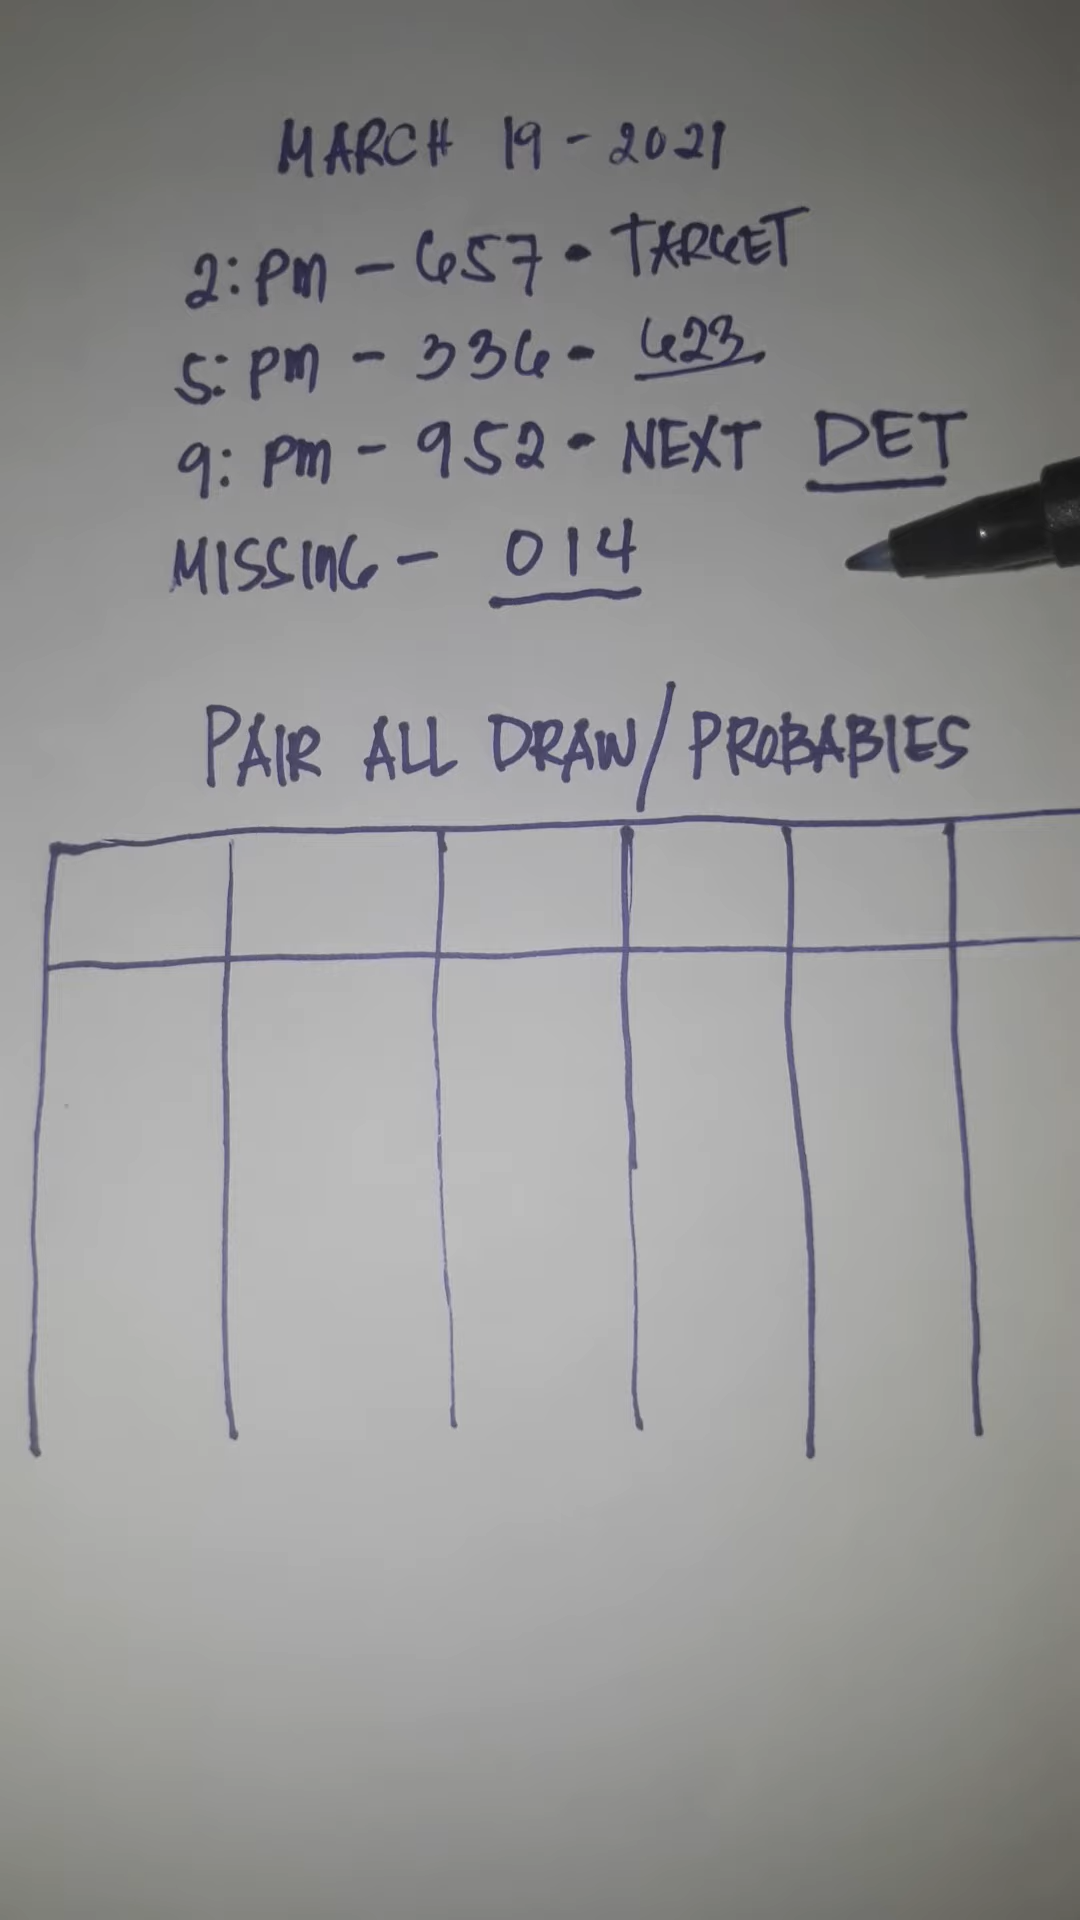 MARCH 19-2021
2:PM - 657 - TARGET
5:PM - 336 - 623
9:PM - 952 - NEXT DET
MISSING - 014
PAIR ALL DRAW/PROBABIES